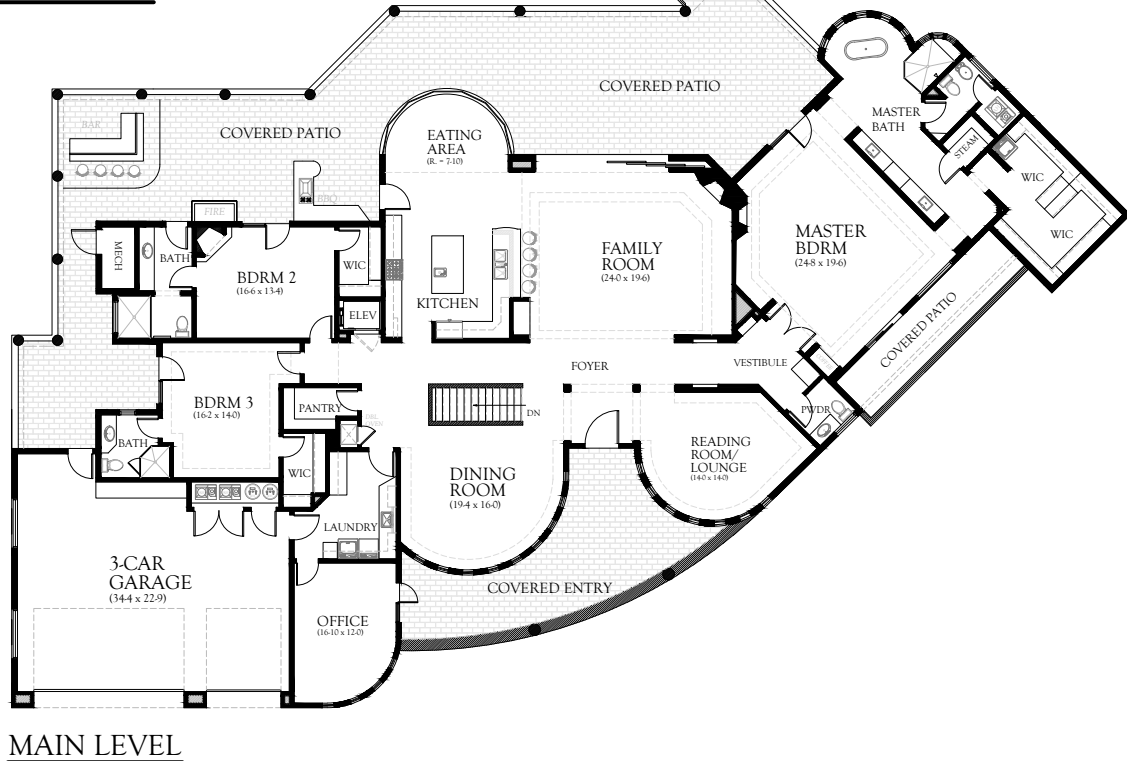 COVERED PATIO
BAR
COVERED PATIO
EATING
AREA
(R. = 7-10)
MASTER
BATH
STEAM
WIC
WIC
BBQ
FIRE
MECH
BATH
BDRM 2
(16-6 x 13-4)
WIC
ELEV
KITCHEN
FAMILY
ROOM
(24-0 x 19-6)
MASTER
BDRM
(24-8 x 19-6)
COVERED PATIO
VESTIBULE
FOYER
BDRM 3
(16-2 x 14-0)
PANTRY
DBL
OVEN
DN
PWDR
BATH
WIC
DINING
ROOM
(19-4 x 16-0)
READING
ROOM/
LOUNGE
(14-0 x 14-0)
LAUNDRY
3-CAR
GARAGE
(34-4 x 22-9)
COVERED ENTRY
OFFICE
(16-10 x 12-0)
MAIN LEVEL